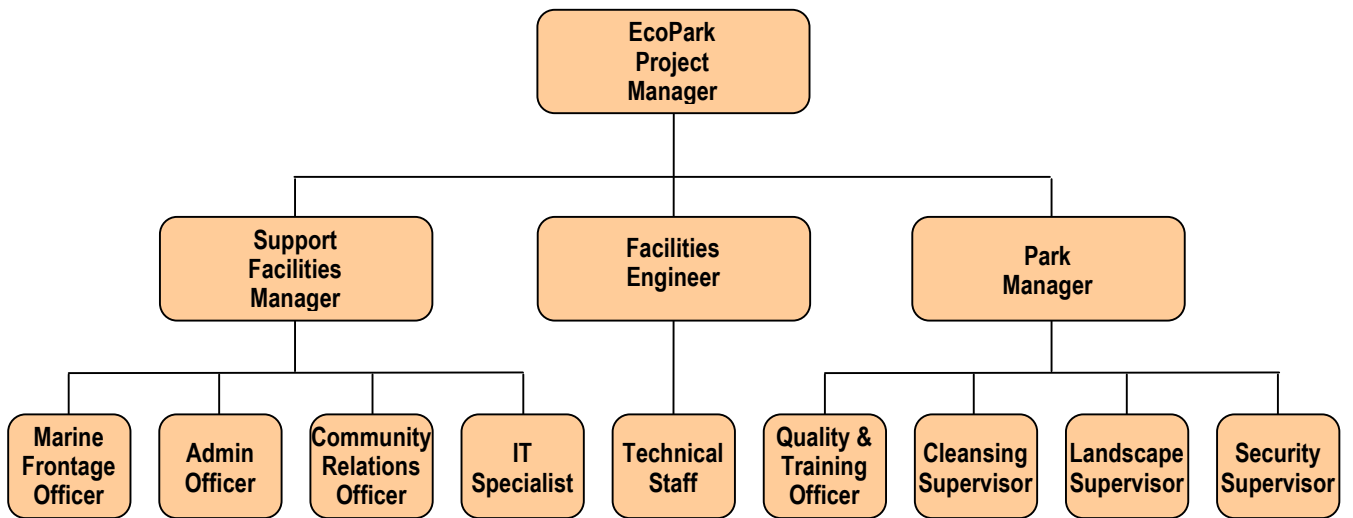 EcoPark
Project
Manager
Support
Facilities
Manager
Facilities
Engineer
Park
Manager
Marine
Frontage
Officer
Admin
Officer
Community
Relations
Officer
IT
Specialist
Technical
Staff
Quality &
Training
Officer
Cleansing
Supervisor
Landscape
Supervisor
Security
Supervisor